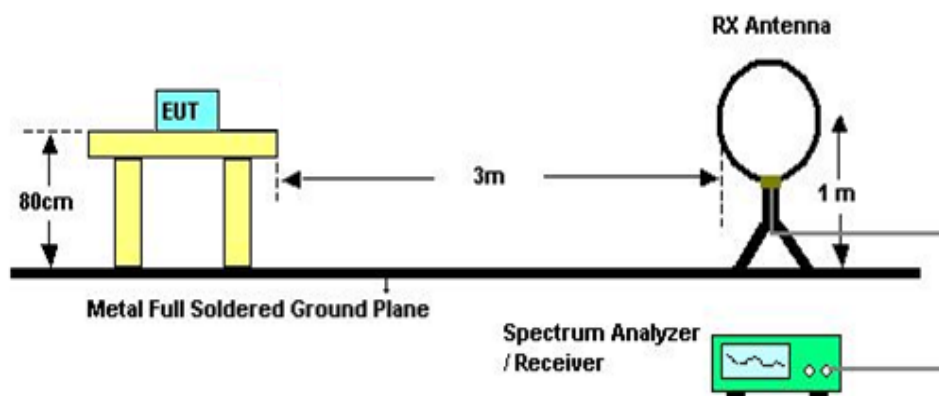 RX Antenna
EUT
80cm
3m
1 m
Metal Full Soldered Ground Plane
Spectrum Analyzer
/ Receiver